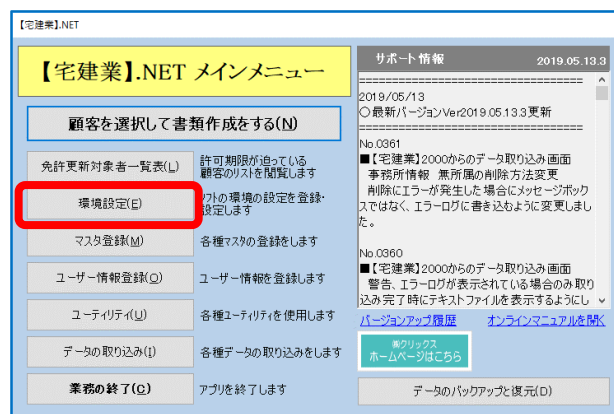 【宅建業】.NET
【宅建業】.NET メインメニュー
顧客を選択して書類作成をする(N)
免許更新対象者一覧表(L)
許可期限が迫っている
顧客のリストを閲覧します
環境設定(E)
ソフトの環境の設定を登録・
設定します
マスタ登録(M)
各種マスタの登録をします
ユーザー情報登録(O)
ユーザー情報を登録します
ユーティリティ(U)
各種ユーティリティを使用します
データの取り込み(I)
各種データの取り込みをします
業務の終了(C)
アプリを終了します
サポート情報
2019.05.13.3
==================================
2019/05/13
○最新バージョンVer2019.05.13.3更新
==================================
No.0361
■【宅建業】2000からのデータ取り込み画面
事務所情報 無所属の削除方法変更
削除にエラーが発生した場合にメッセージボック
スではなく、エラーログに書き込むように変更しまし
た。
No.0360
■【宅建業】2000からのデータ取り込み画面
警告、エラーログが表示されている場合のみ取り
込み完了時にテキストファイルを表示するようにし
バージョンアップ履歴
オンラインマニュアルを開く
㈱クリックス
ホームページはこちら
データのバックアップと復元(D)